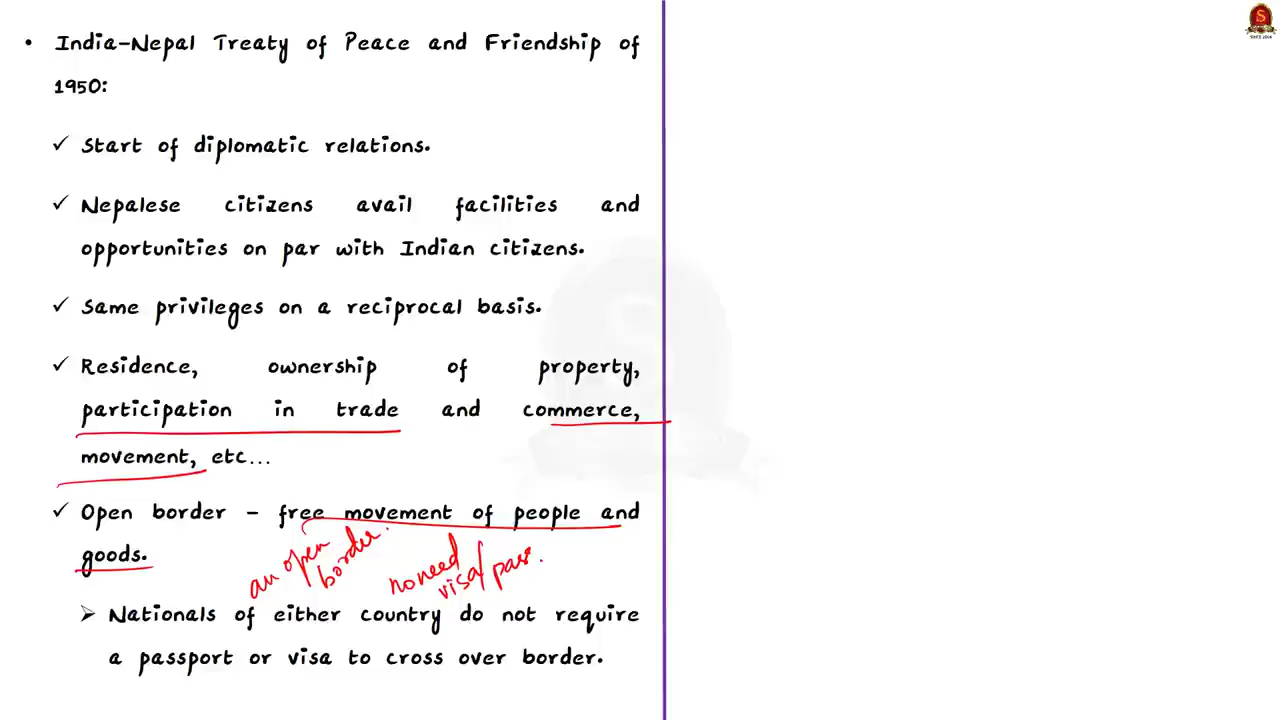 • India-Nepal Treaty of Peace and Friendship of
1950:
✓ Start of diplomatic relations.
✓ Nepalese citizens avail facilities and
opportunities on par with Indian citizens.
✓ Same privileges on a reciprocal basis.
✓ Residence, ownership of property,
participation in trade and commerce,
movement, etc...
✓ Open border - free movement of people and
goods.
an open
border.
no need
visa/pass.
➢ Nationals of either country do not require
a passport or visa to cross over border.
S